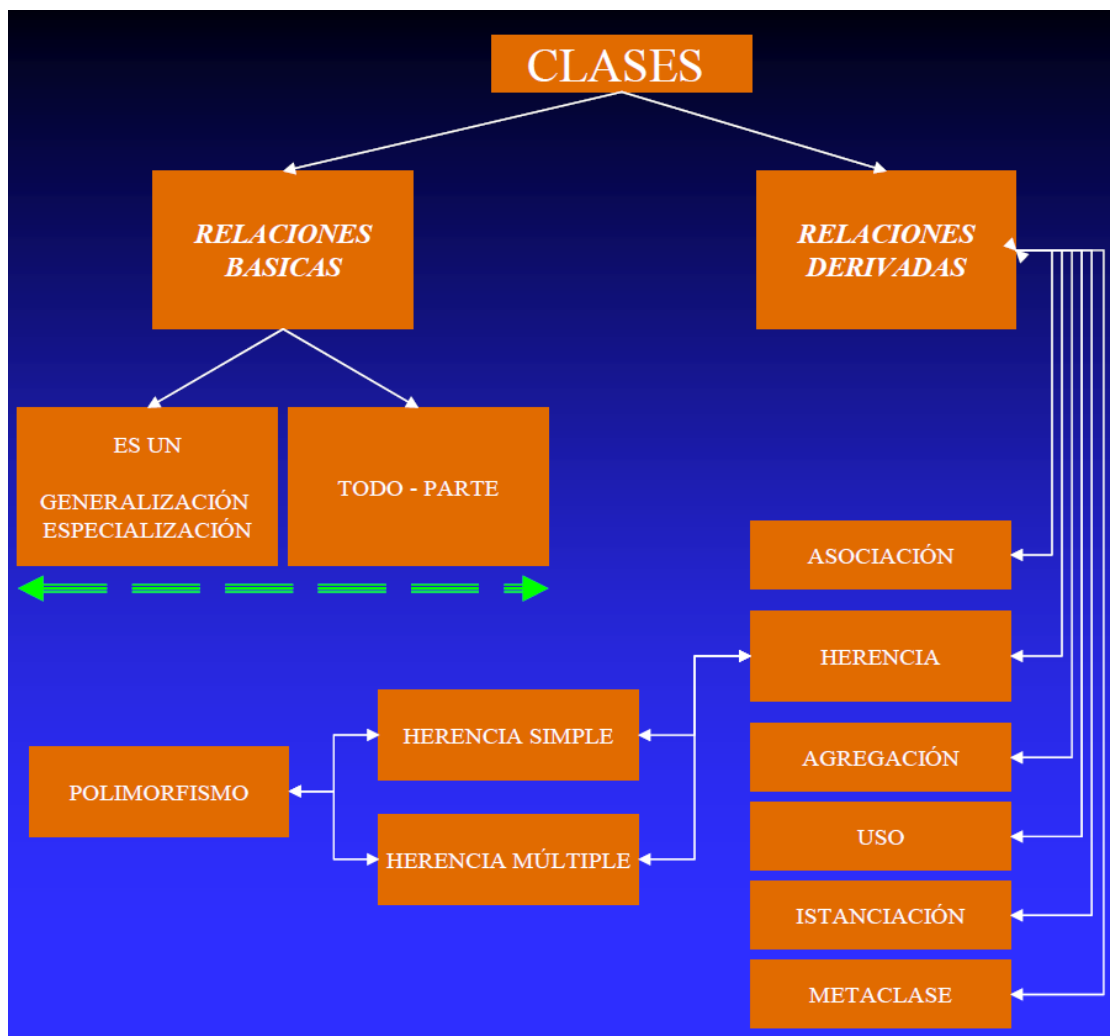 CLASES
RELACIONES
BASICAS
RELACIONES
DERIVADAS
ES UN
GENERALIZACIÓN
ESPECIALIZACIÓN
TODO - PARTE
ASOCIACIÓN
HERENCIA
HERENCIA SIMPLE
POLIMORFISMO
AGREGACIÓN
HERENCIA MÚLTIPLE
USO
ISTANCIACIÓN
METACLASE